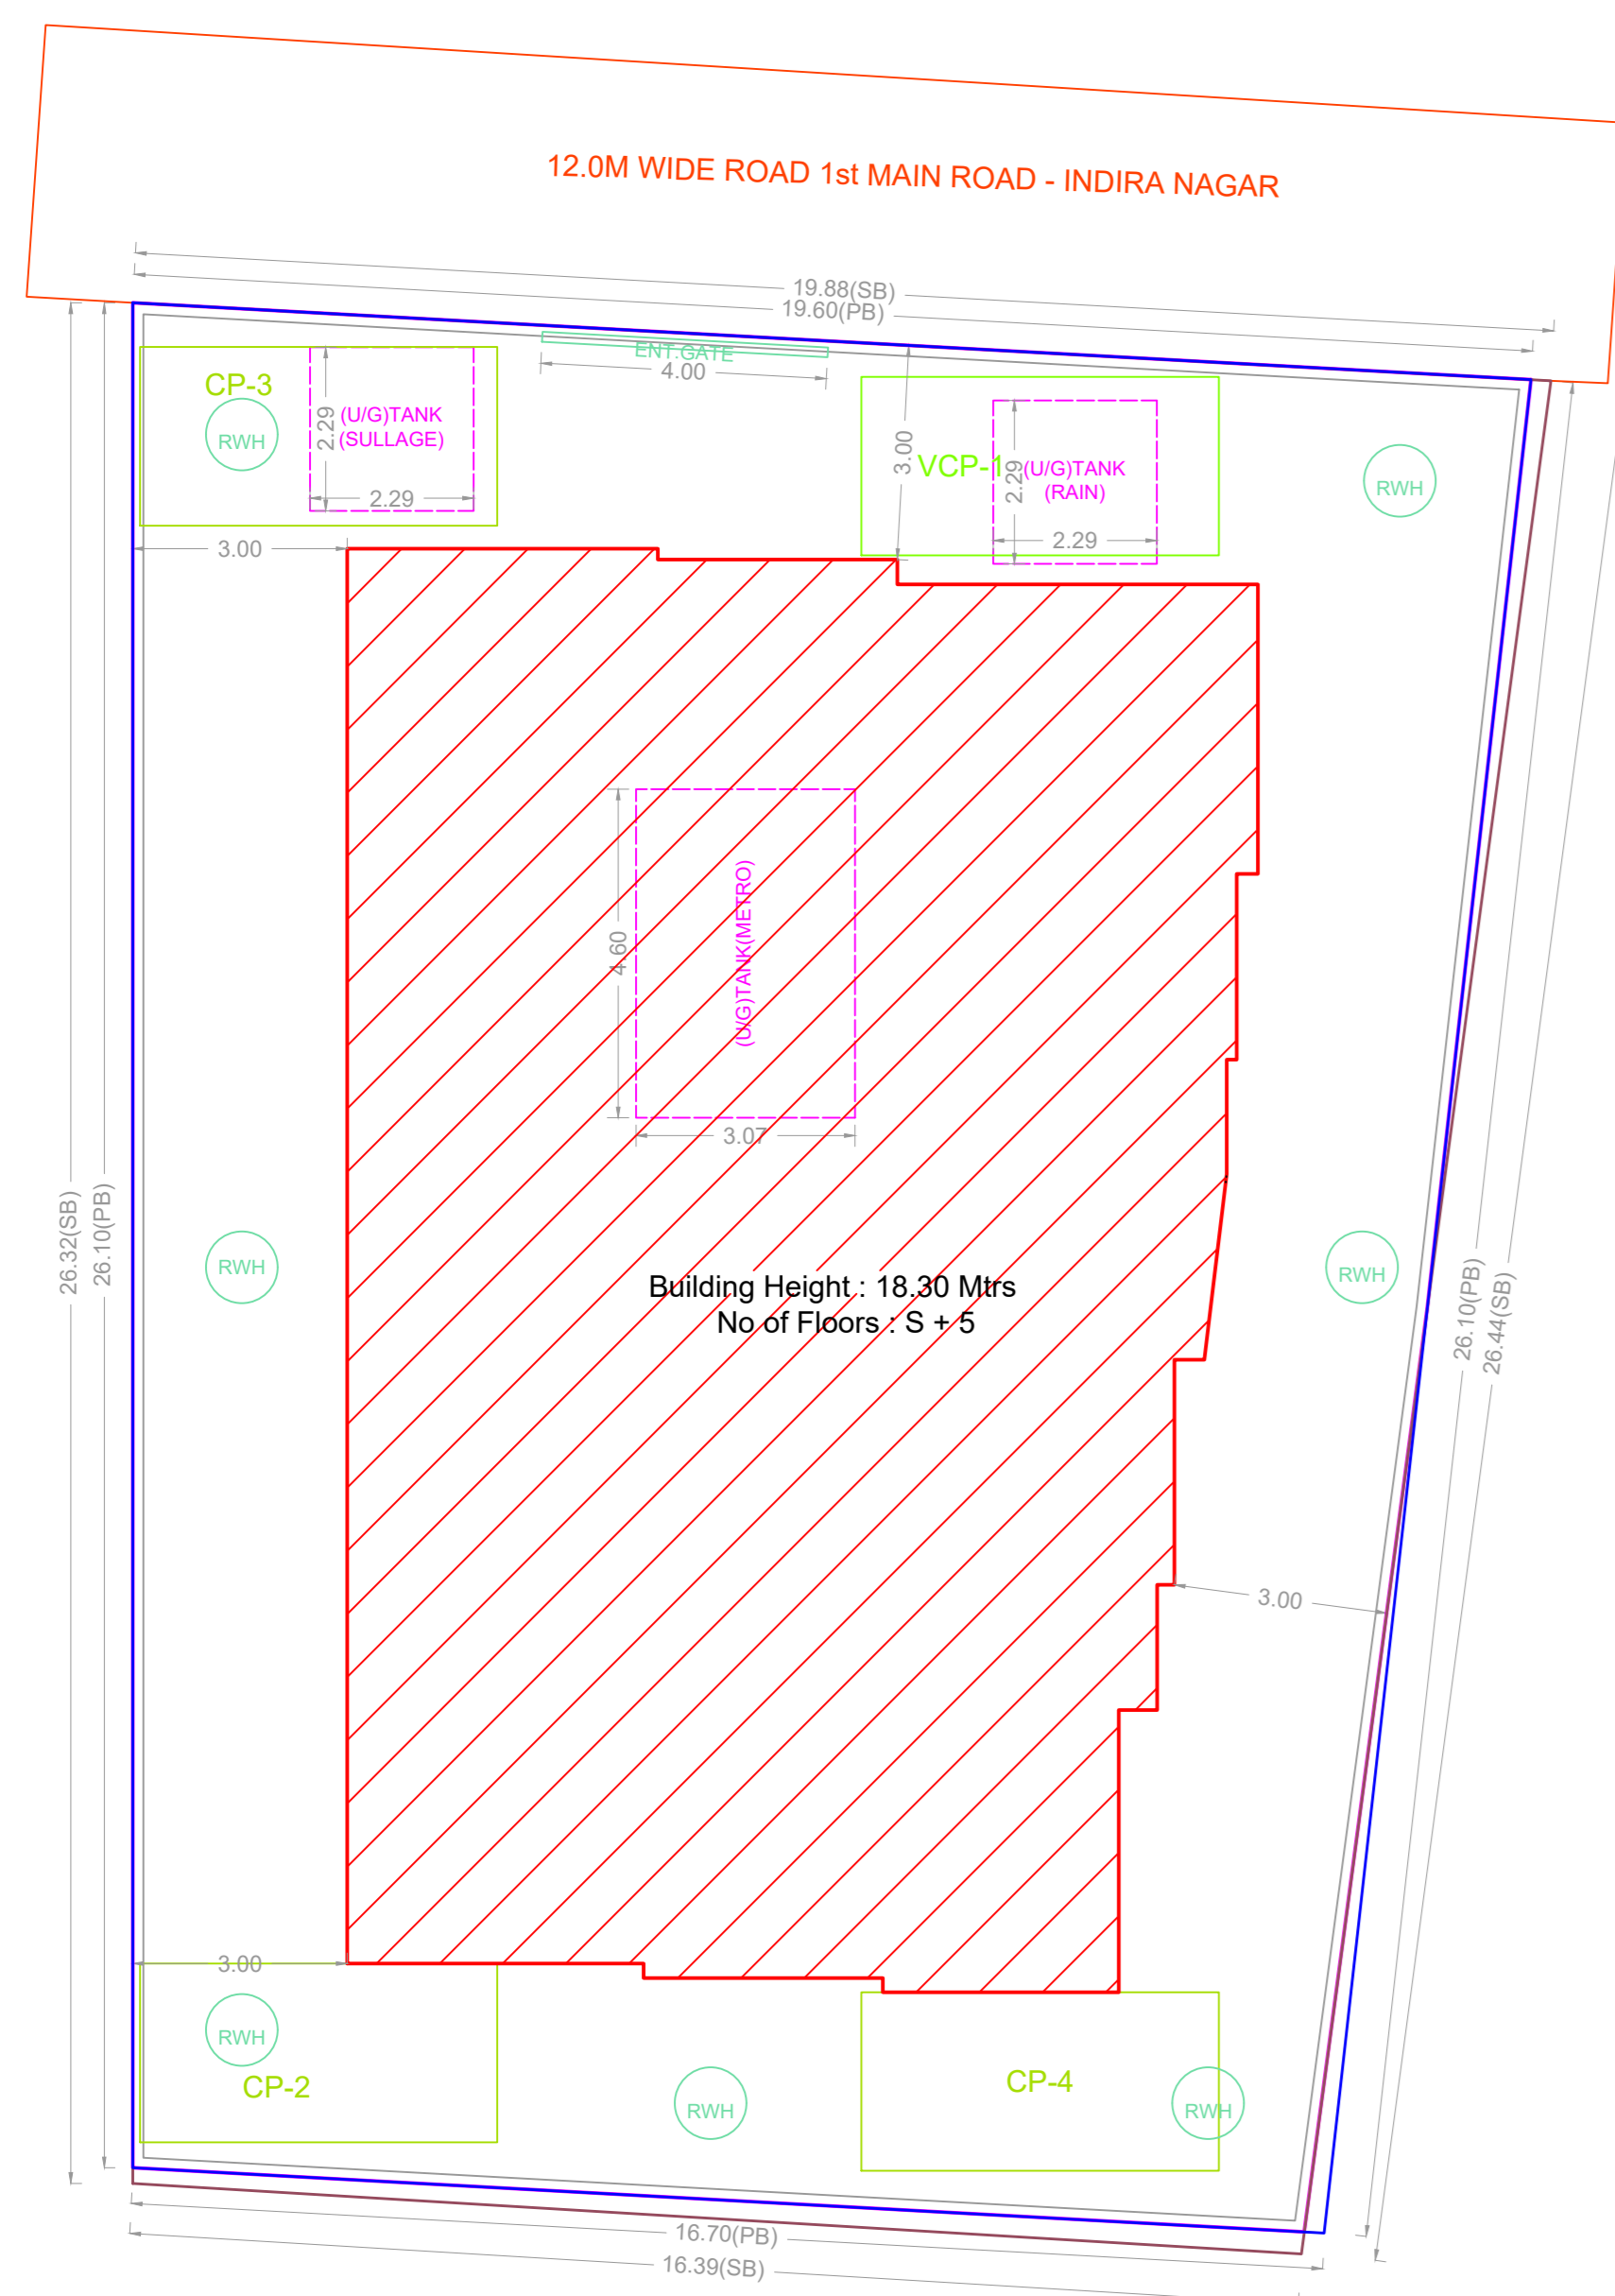 12.0M WIDE ROAD 1st MAIN ROAD - INDIRA NAGAR
19.88(SB)
19.60(PB)
ENT.GATE
4.00
CP-3
RWH
2.29
(U/G)TANK
(SULLAGE)
2.29
3.00
3.00
VCP-1
2.29
(U/G)TANK
(RAIN)
2.29
RWH
4.60
(U/G)TANK(METRO)
3.07
26.32(SB)
26.10(PB)
RWH
Building Height : 18.30 Mtrs
No of Floors : S + 5
RWH
26.10(PB)
26.44(SB)
3.00
3.00
RWH
CP-2
RWH
CP-4
RWH
16.70(PB)
16.39(SB)